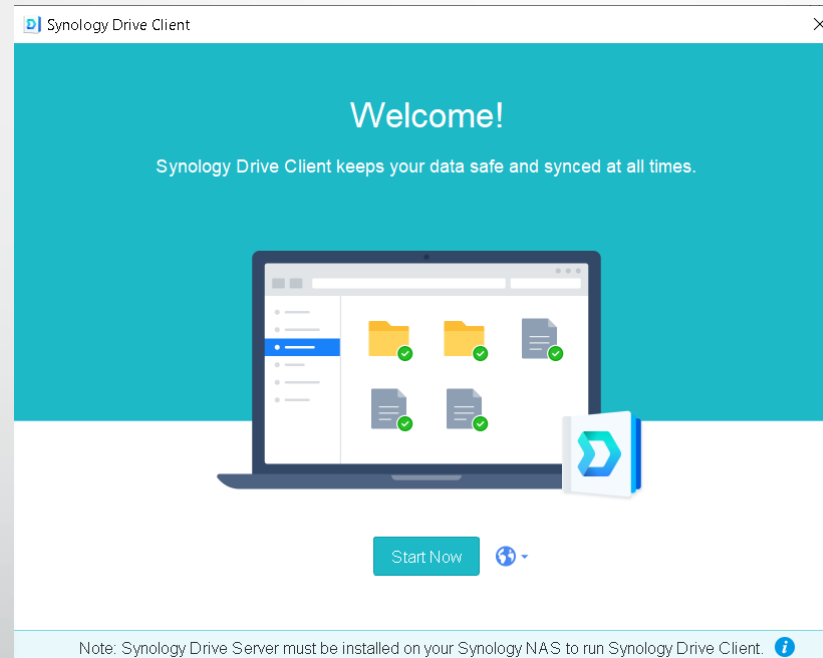 Synology Drive Client
Welcome!
Synology Drive Client keeps your data safe and synced at all times.
Start Now
Note: Synology Drive Server must be installed on your Synology NAS to run Synology Drive Client.